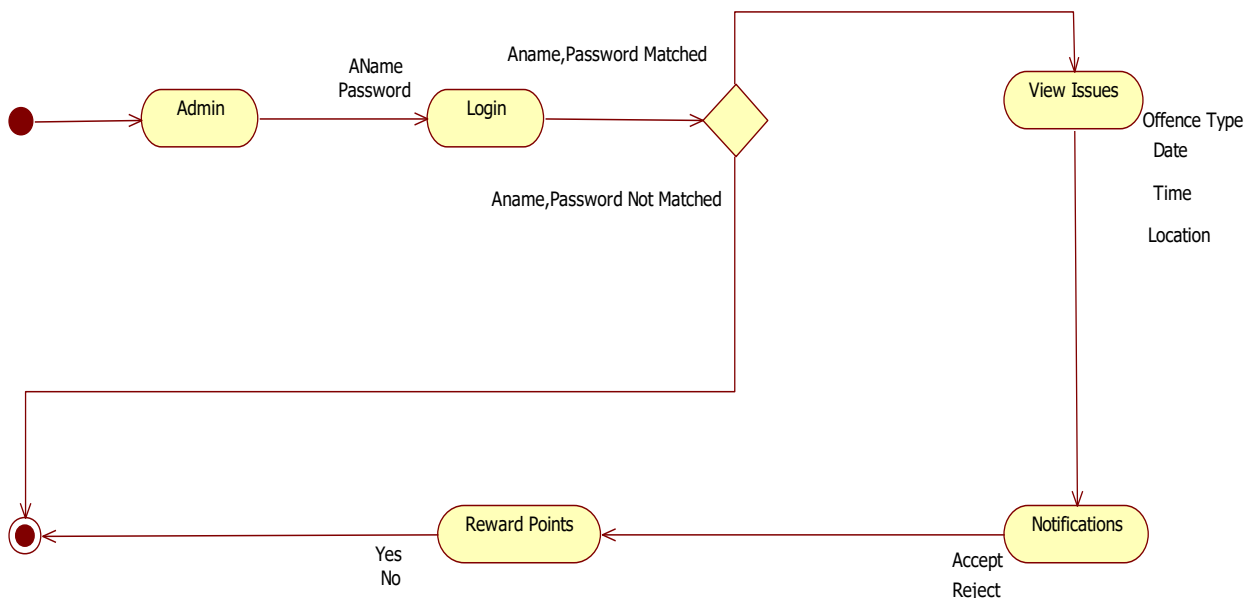 Admin
AName
Password
Login
Aname,Password Matched
Aname,Password Not Matched
View Issues
Offence Type
Date
Time
Location
Notifications
Accept
Reject
Reward Points
Yes
No